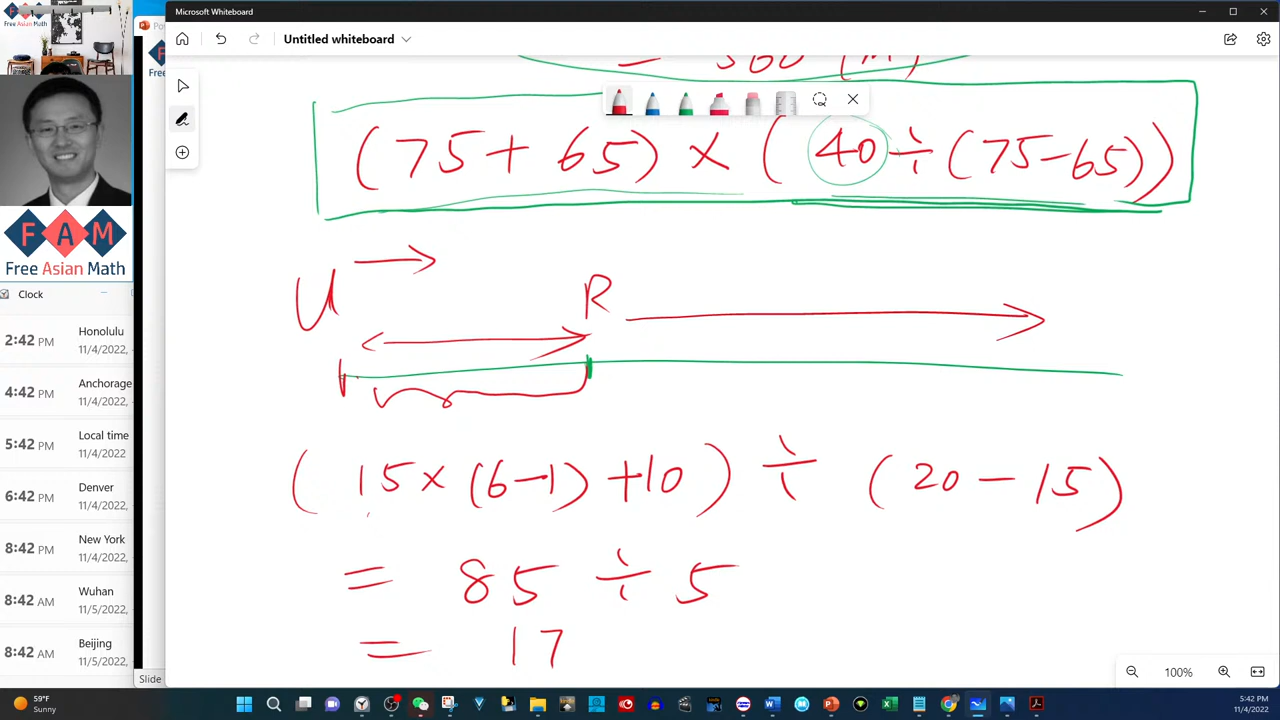 FAM
Free Asian Math
Microsoft Whiteboard
Untitled whiteboard
= 560 (M)
(75+65) × (40÷(75-65))
FAM
Free Asian Math
Clock
2:42 PM Honolulu 11/4/2022,
4:42 PM Anchorage 11/4/2022,
5:42 PM Local time 11/4/2022,
6:42 PM Denver 11/4/2022,
8:42 PM New York 11/4/2022,
8:42 AM Wuhan 11/5/2022,
8:42 AM Beijing 11/5/2022,
U R
(15×(6-1)+10) ÷ (20-15)
= 85 ÷ 5
= 17
100%
Slide
59°F
Sunny
5:42 PM
11/4/2022